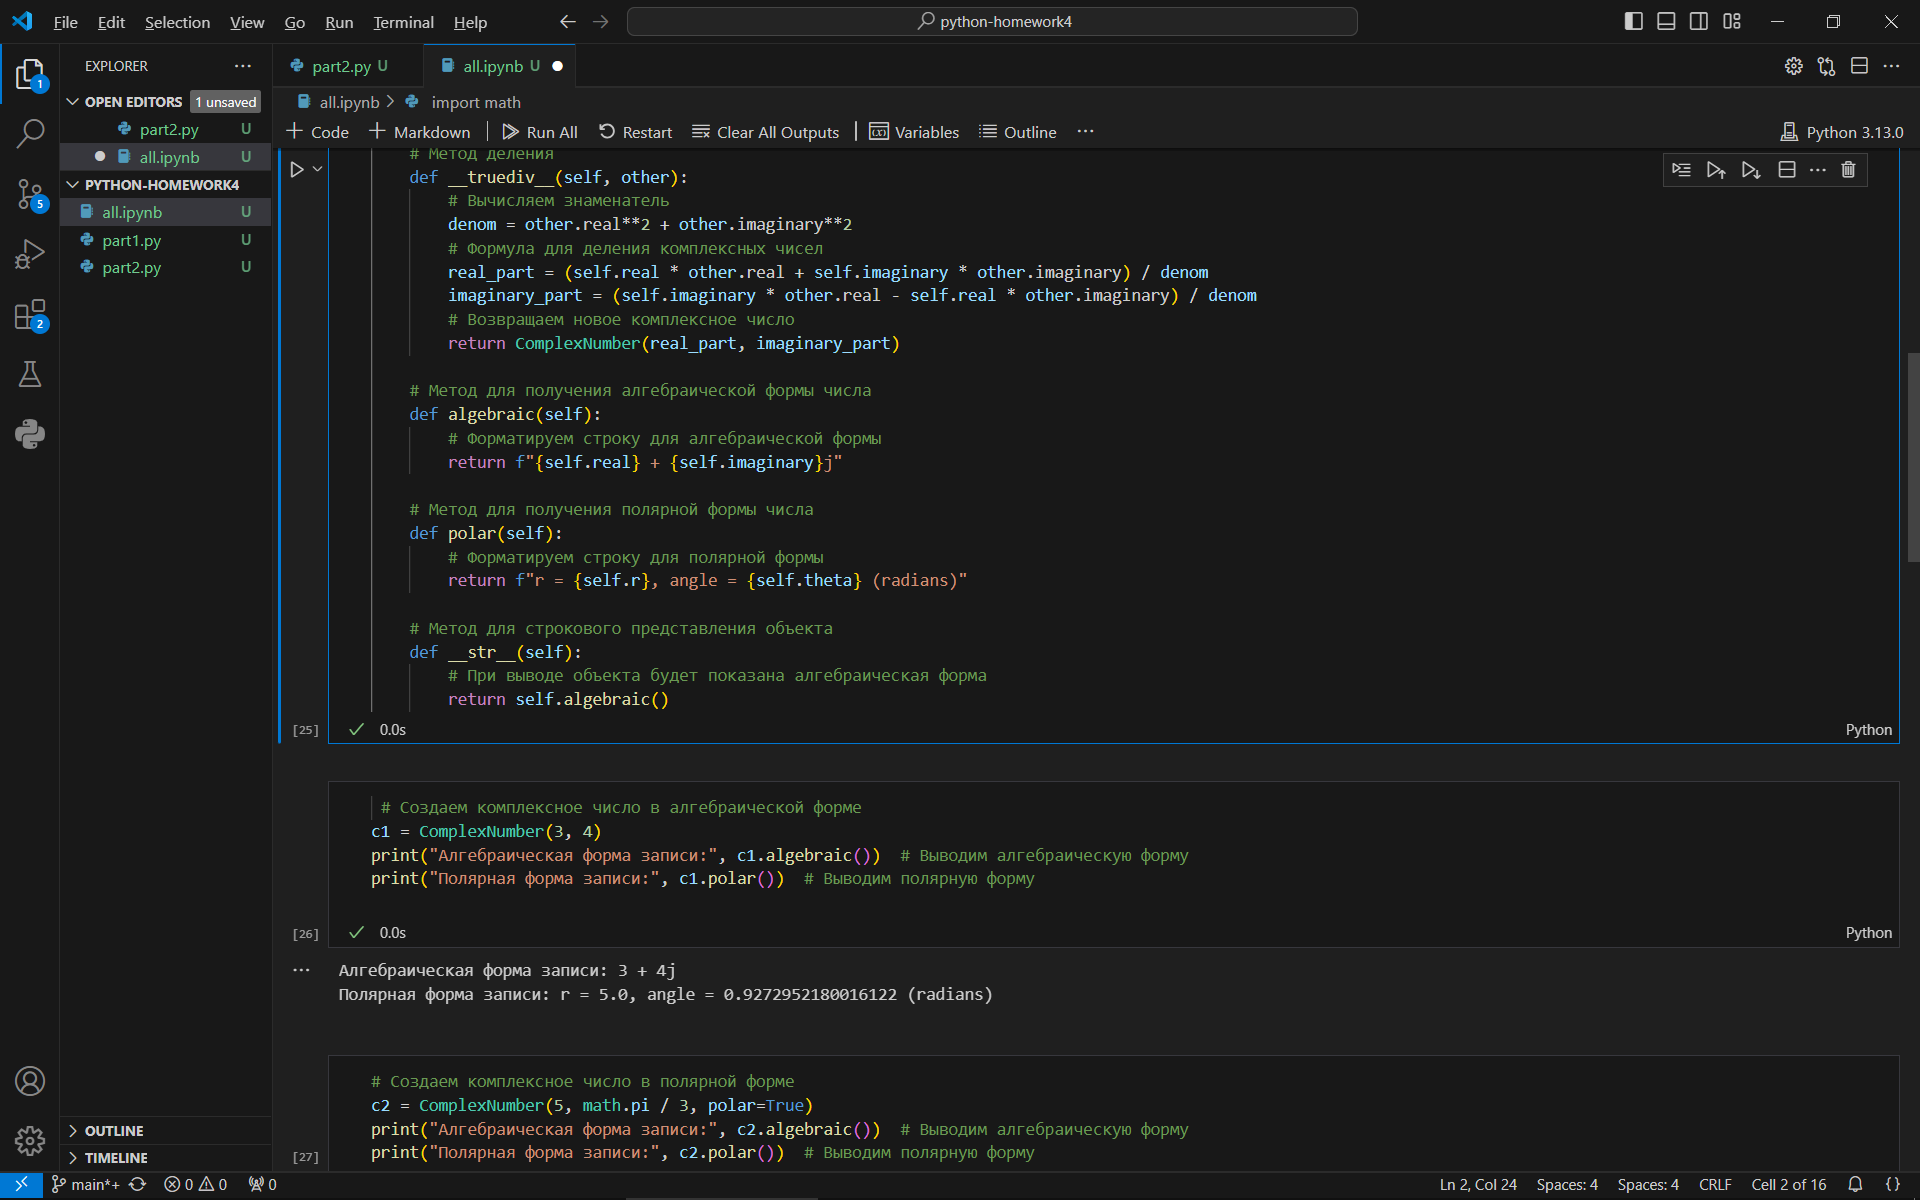 File Edit Selection View Go Run Terminal Help
python-homework4
EXPLORER
OPEN EDITORS 1 unsaved
part2.py U
all.ipynb U
PYTHON-HOMEWORK4
all.ipynb U
part1.py U
part2.py U
OUTLINE
TIMELINE
1
5
2
part2.py U
all.ipynb U
all.ipynb > import math
Code
Markdown
Run All
Restart
Clear All Outputs
Variables
Outline
Python 3.13.0
# Метод деления
def __truediv__(self, other):
# Вычисляем знаменатель
denom = other.real**2 + other.imaginary**2
# Формула для деления комплексных чисел
real_part = (self.real * other.real + self.imaginary * other.imaginary) / denom
imaginary_part = (self.imaginary * other.real - self.real * other.imaginary) / denom
# Возвращаем новое комплексное число
return ComplexNumber(real_part, imaginary_part)
# Метод для получения алгебраической формы числа
def algebraic(self):
# Форматируем строку для алгебраической формы
return f"{self.real} + {self.imaginary}j"
# Метод для получения полярной формы числа
def polar(self):
# Форматируем строку для полярной формы
return f"r = {self.r}, angle = {self.theta} (radians)"
# Метод для строкового представления объекта
def __str__(self):
# При выводе объекта будет показана алгебраическая форма
return self.algebraic()
[25] 0.0s Python
# Создаем комплексное число в алгебраической форме
c1 = ComplexNumber(3, 4)
print("Алгебраическая форма записи:", c1.algebraic()) # Выводим алгебраическую форму
print("Полярная форма записи:", c1.polar()) # Выводим полярную форму
[26] 0.0s Python
Алгебраическая форма записи: 3 + 4j
Полярная форма записи: r = 5.0, angle = 0.9272952180016122 (radians)
# Создаем комплексное число в полярной форме
c2 = ComplexNumber(5, math.pi / 3, polar=True)
print("Алгебраическая форма записи:", c2.algebraic()) # Выводим алгебраическую форму
print("Полярная форма записи:", c2.polar()) # Выводим полярную форму
[27]
main*+ 0 0 0 Ln 2, Col 24 Spaces: 4 Spaces: 4 CRLF Cell 2 of 16 {}